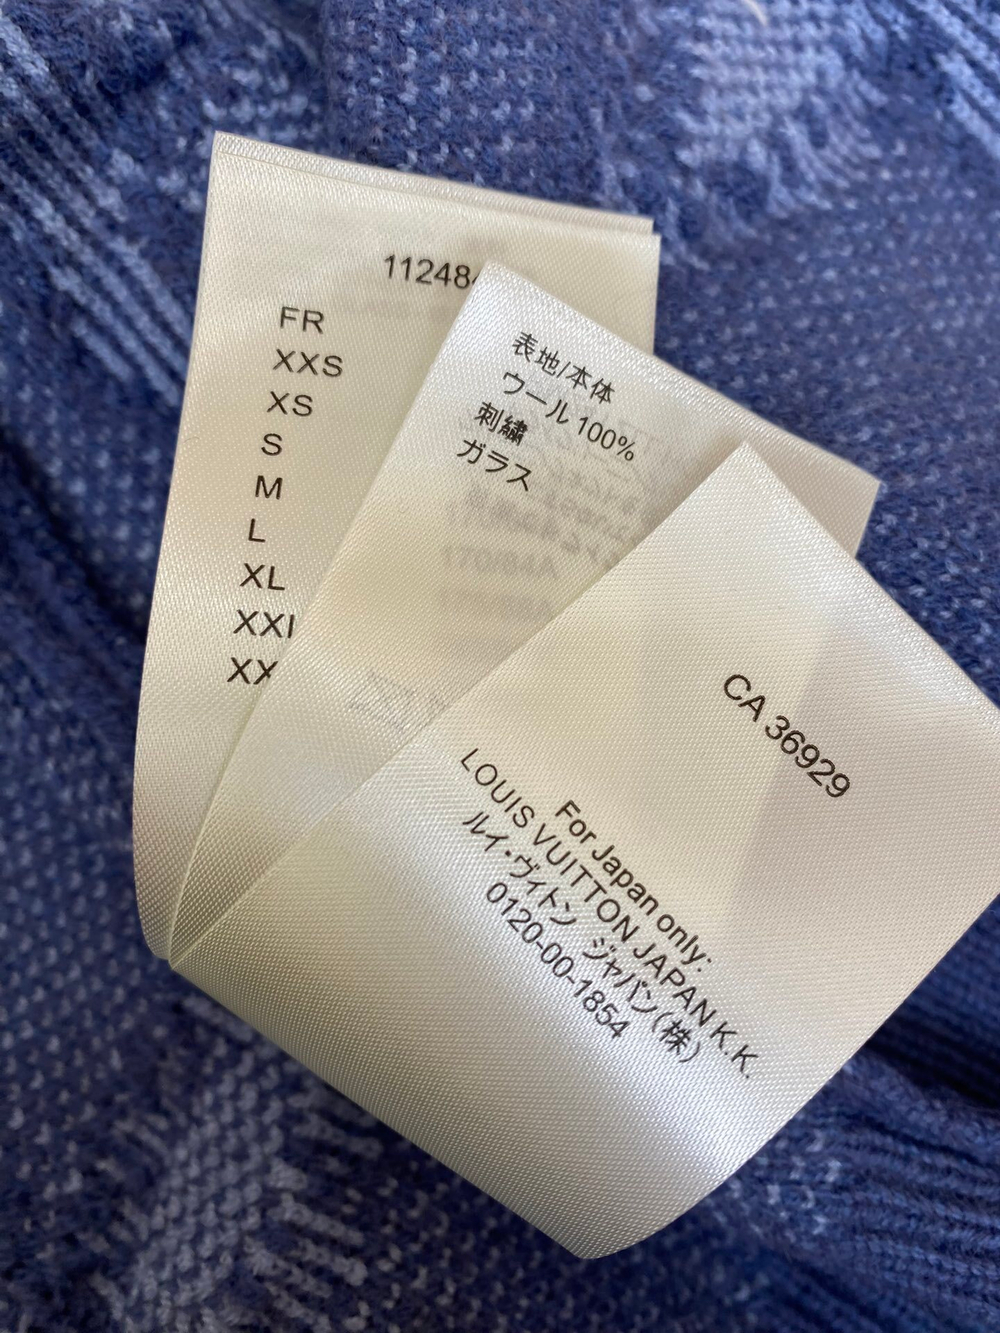 11248
FR
XXS
XS
S
M
L
XL
表地/本体
ウール 100%
刺繍
ガラス
CA 36929
For Japan only:
LOUIS VUITTON JAPAN K.K.
ルイ・ヴィトン ジャパン(株)
0120-00-1854